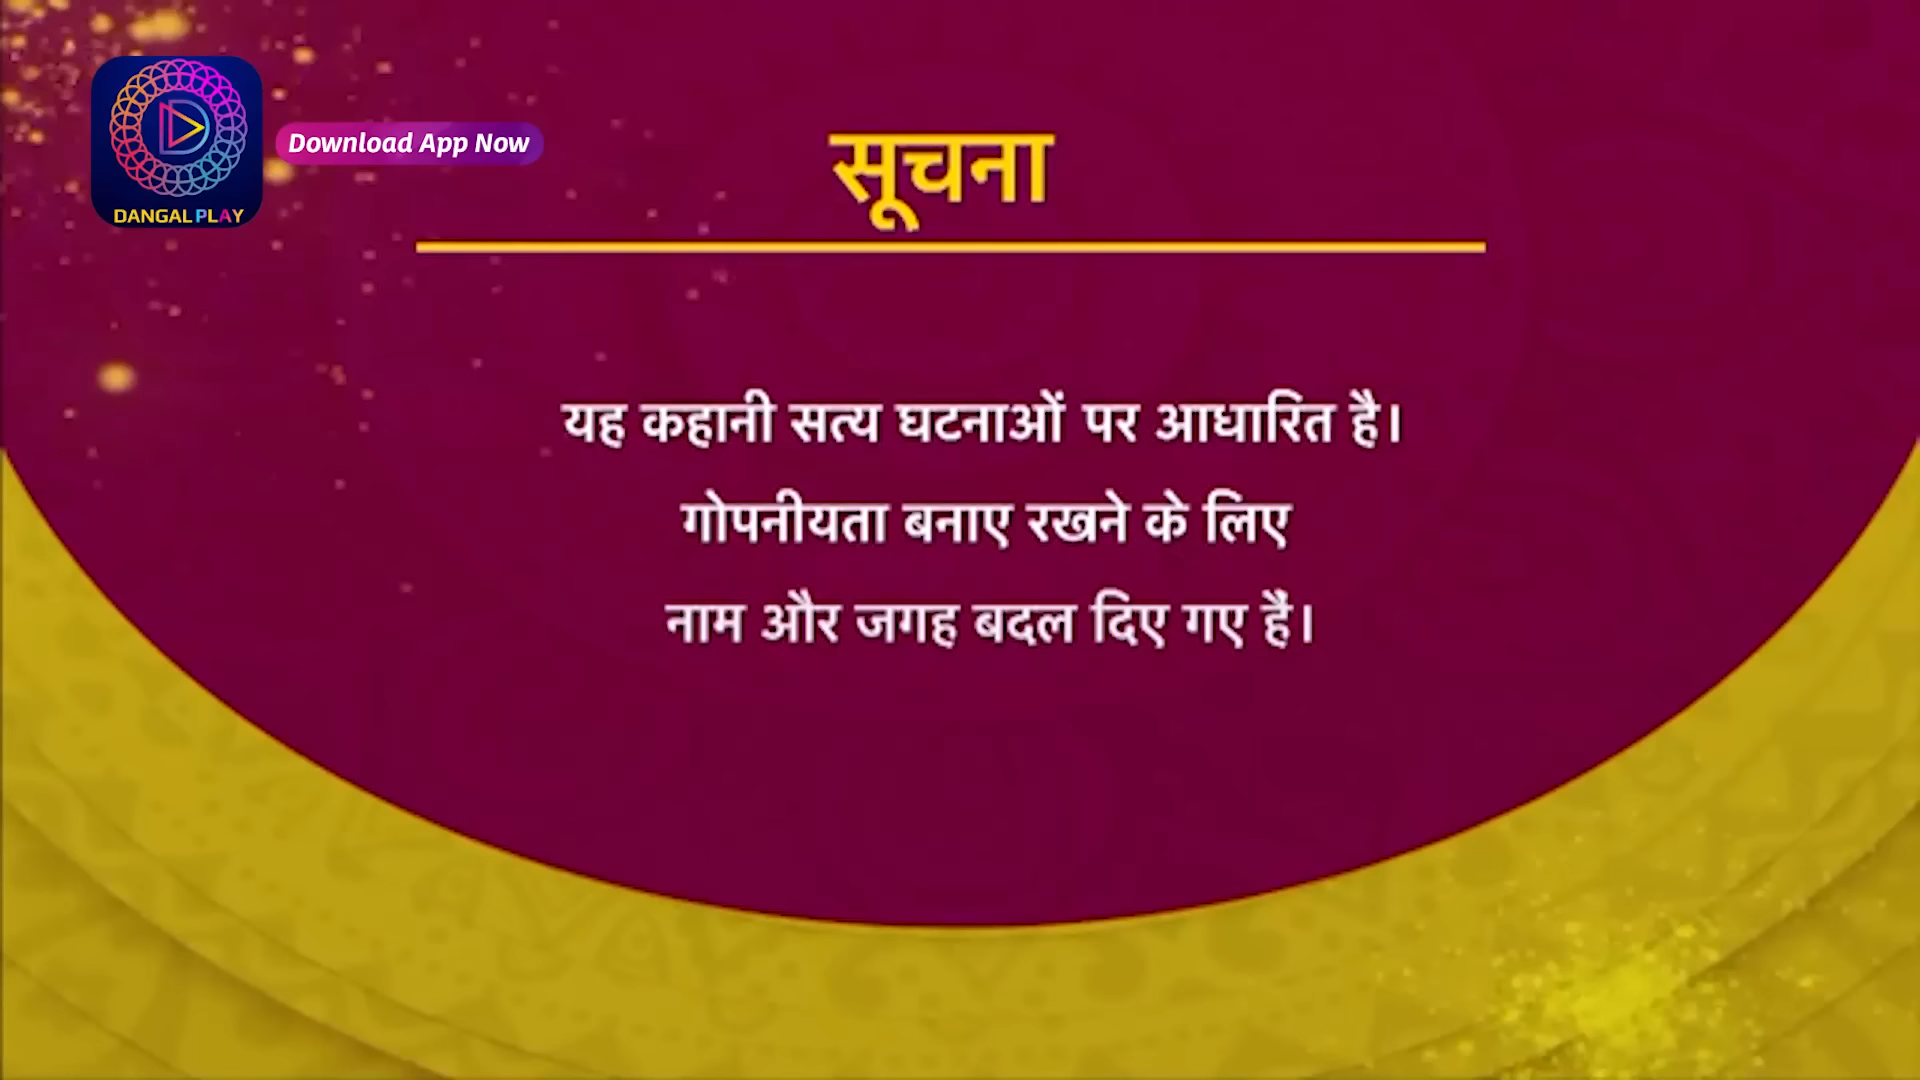 DANGAL PLAY
Download App Now
सूचना
यह कहानी सत्य घटनाओं पर आधारित है।
गोपनीयता बनाए रखने के लिए
नाम और जगह बदल दिए गए हैं।